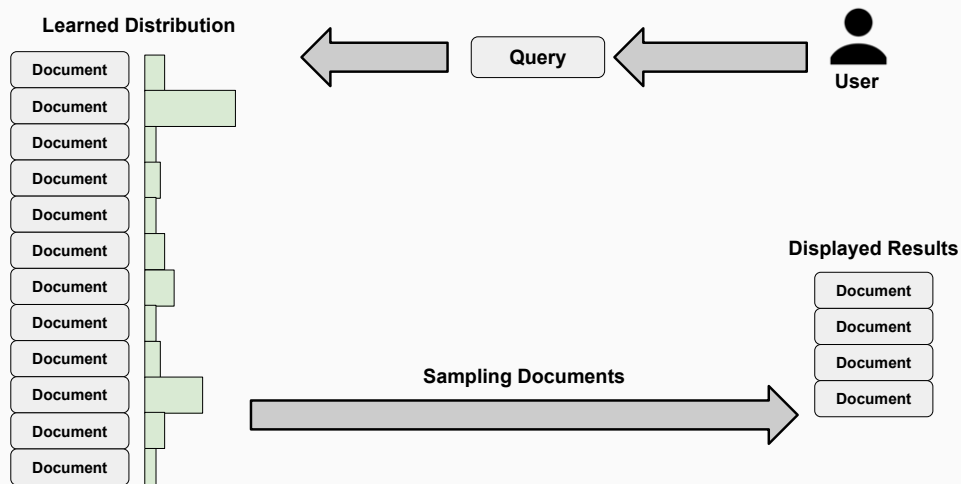 Learned Distribution
Query
User
Document
Document
Document
Document
Document
Document
Document
Document
Document
Document
Document
Document
Displayed Results
Document
Document
Document
Document
Sampling Documents